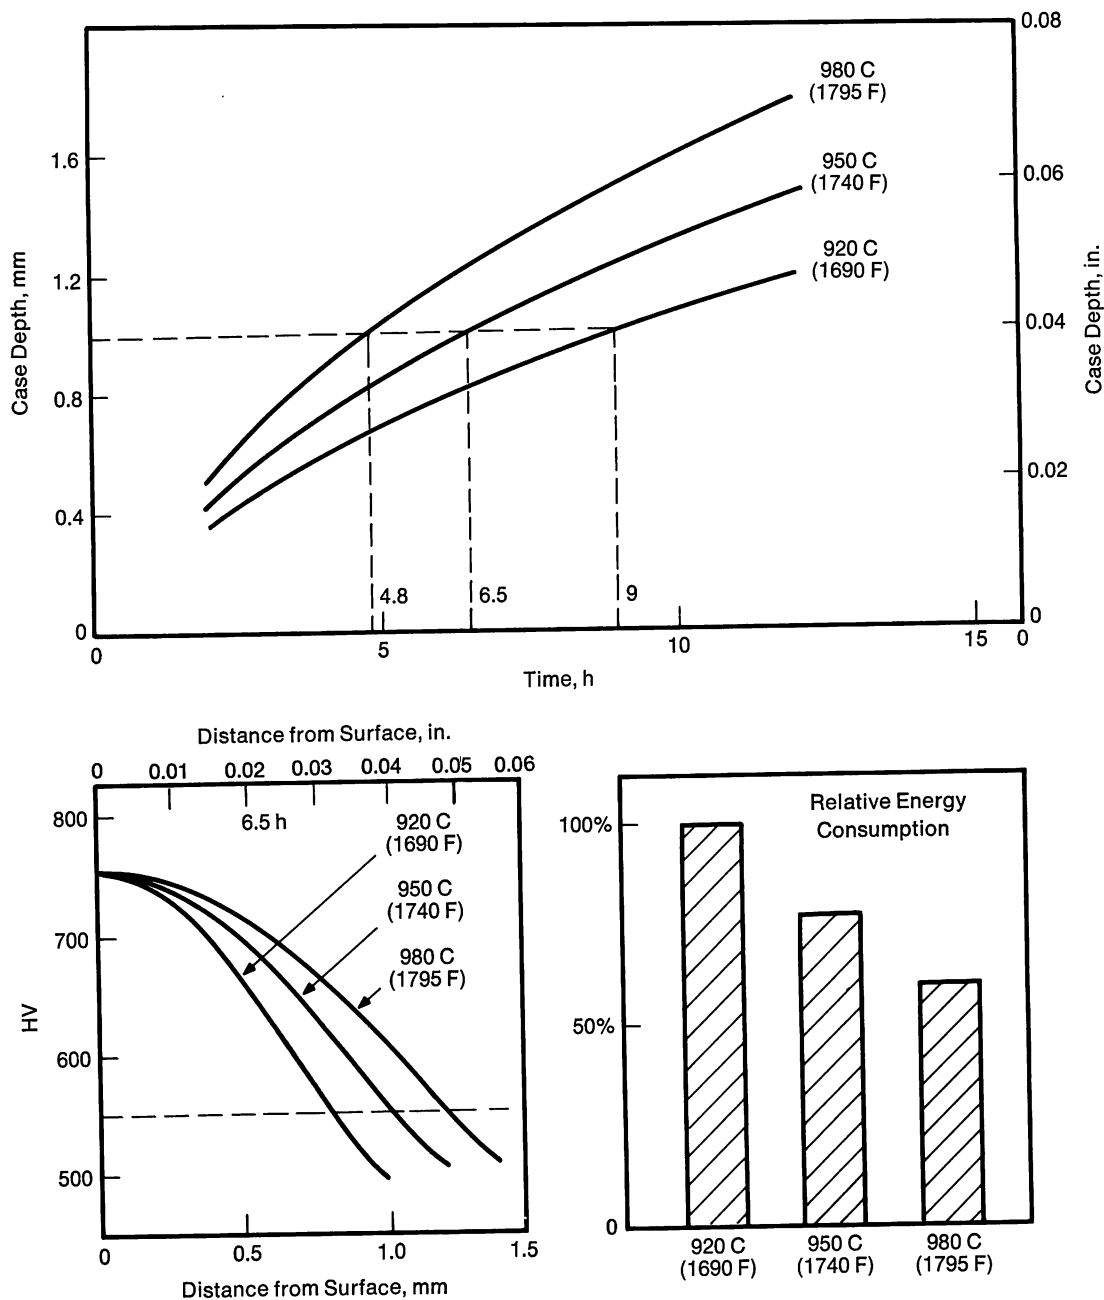 0.08
980 C
(1795 F)
1.6
950 C
(1740 F)
0.06
920 C
(1690 F)
1.2
Case Depth, mm
Case Depth, in.
0.04
0.8
0.02
0.4
4.8
6.5
9
0
0
0
5
10
15
0
Time, h
Distance from Surface, in.
0
0.01
0.02
0.03
0.04
0.05
0.06
800
6.5 h
920 C
(1690 F)
950 C
(1740 F)
700
980 C
(1795 F)
HV
600
500
0
0.5
1.0
1.5
Distance from Surface, mm
Relative Energy
Consumption
100%
50%
0
920 C
(1690 F)
950 C
(1740 F)
980 C
(1795 F)